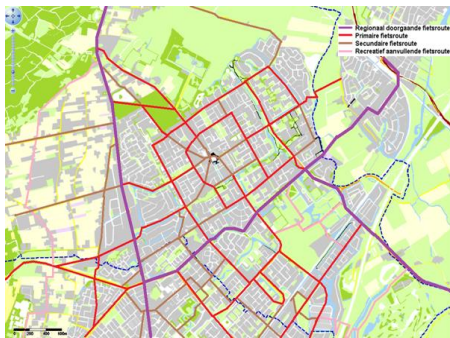 Regionaal doorgaande fietsroute
Primaire fietsroute
Secundaire fietsroute
Recreatief aanvullende fietsroute